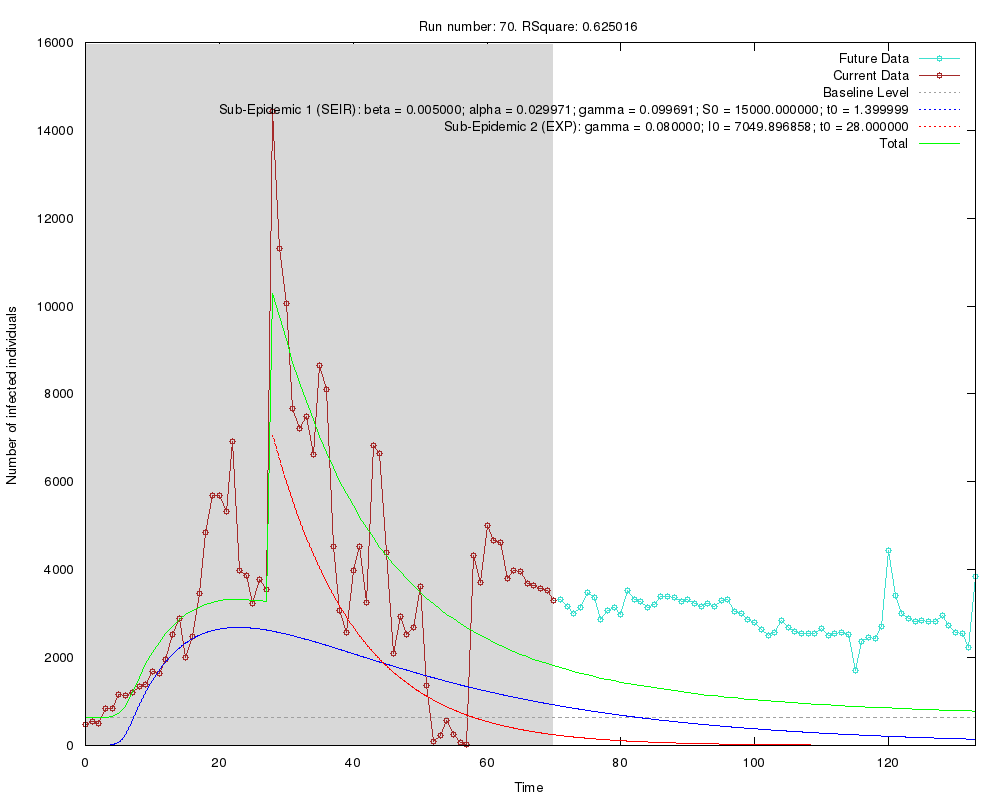 Run number: 70. RSquare: 0.625016
16000
14000
12000
10000
8000
6000
4000
2000
0
Number of infected individuals
Future Data
Current Data
Baseline Level
Sub-Epidemic 1 (SEIR): beta = 0.005000; alpha = 0.029971; gamma = 0.099691; S0 = 15000.000000; t0 = 1.399999
Sub-Epidemic 2 (EXP): gamma = 0.080000; I0 = 7049.896858; t0 = 28.000000
Total
0 20 40 60 80 100 120
Time